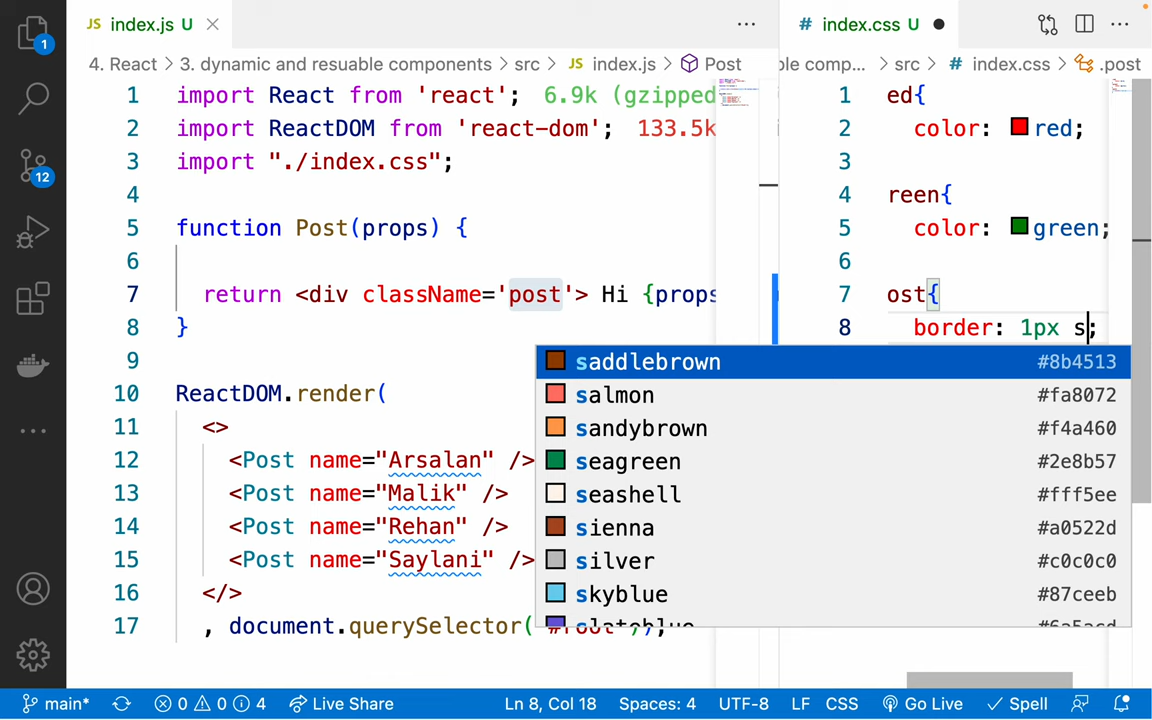 1
JS index.js U
...
# index.css U
...
4. React > 3. dynamic and resuable components > src > JS index.js > Post
ble comp... > src > # index.css > .post
1 import React from 'react'; 6.9k (gzipped
2 import ReactDOM from 'react-dom'; 133.5k
3 import "./index.css";
4
5 function Post(props) {
6
7 return <div className='post'> Hi {props
8 }
9
10 ReactDOM.render(
11 <>
12 <Post name="Arsalan" />
13 <Post name="Malik" />
14 <Post name="Rehan" />
15 <Post name="Saylani" />
16 </>
17 , document.querySelector(
1 ed{
2 color: red;
3
4 reen{
5 color: green;
6
7 ost{
8 border: 1px s;
saddlebrown #8b4513
salmon #fa8072
sandybrown #f4a460
seagreen #2e8b57
seashell #fff5ee
sienna #a0522d
silver #c0c0c0
skyblue #87ceeb
12
main* 0 0 4 Live Share Ln 8, Col 18 Spaces: 4 UTF-8 LF CSS Go Live Spell